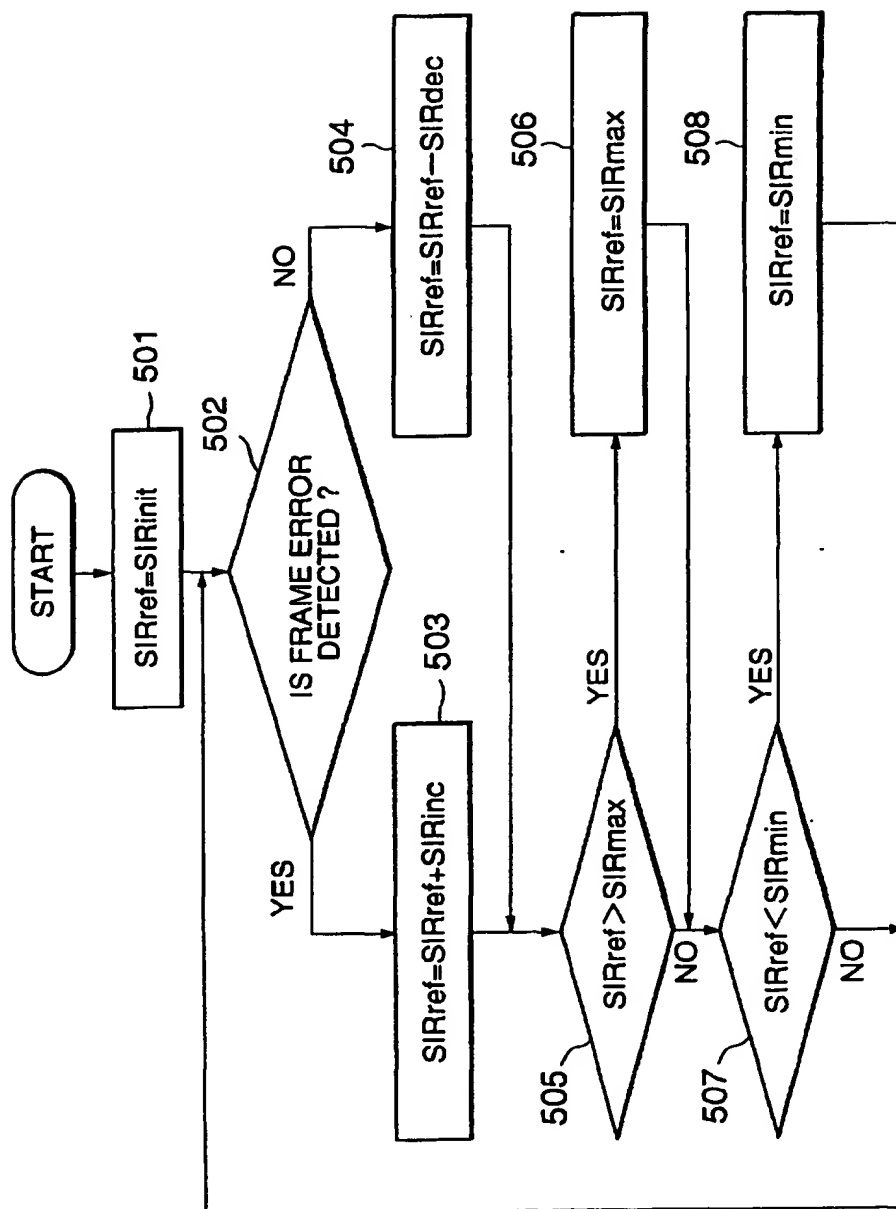 START
501
SIRref=SIRinit
502
IS FRAME ERROR
DETECTED ?
YES
NO
503
SIRref=SIRref+SIRinc
504
SIRref=SIRref−SIRdec
505
SIRref>SIRmax
YES
NO
506
SIRref=SIRmax
507
SIRref<SIRmin
YES
NO
508
SIRref=SIRmin